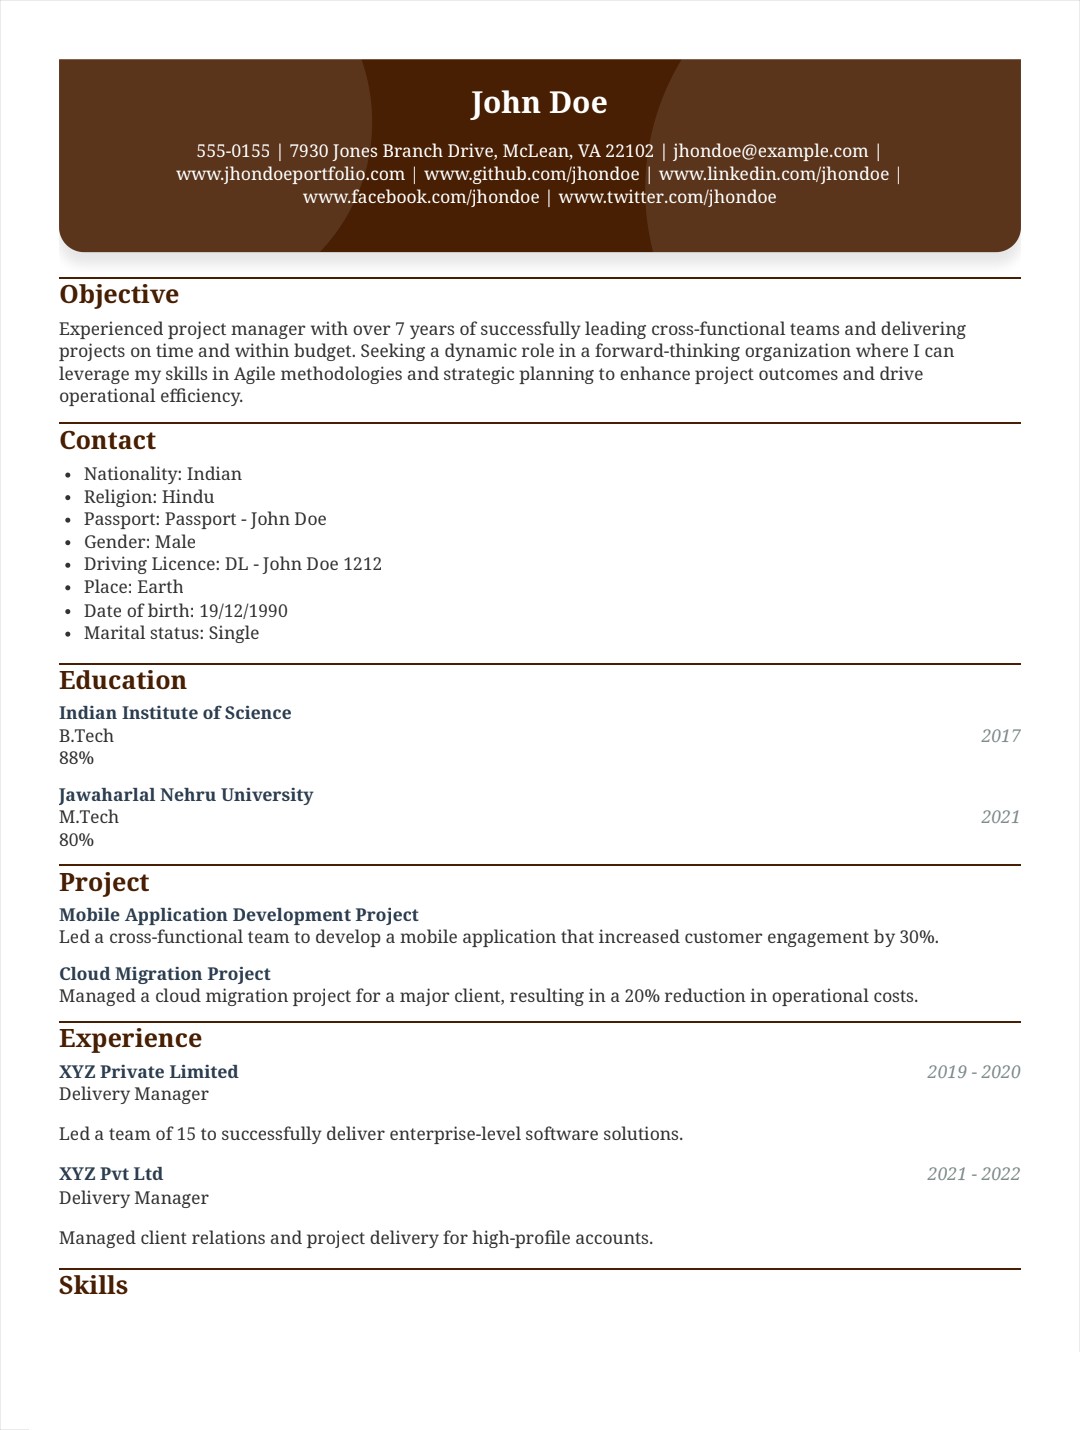 John Doe
555-0155 | 7930 Jones Branch Drive, McLean, VA 22102 | jhondoe@example.com |
www.jhondoeportfolio.com | www.github.com/jhondoe | www.linkedin.com/jhondoe |
www.facebook.com/jhondoe | www.twitter.com/jhondoe
Objective
Experienced project manager with over 7 years of successfully leading cross-functional teams and delivering
projects on time and within budget. Seeking a dynamic role in a forward-thinking organization where I can
leverage my skills in Agile methodologies and strategic planning to enhance project outcomes and drive
operational efficiency.
Contact
• Nationality: Indian
• Religion: Hindu
• Passport: Passport - John Doe
• Gender: Male
• Driving Licence: DL - John Doe 1212
• Place: Earth
• Date of birth: 19/12/1990
• Marital status: Single
Education
Indian Institute of Science
B.Tech 2017
88%
Jawaharlal Nehru University
M.Tech 2021
80%
Project
Mobile Application Development Project
Led a cross-functional team to develop a mobile application that increased customer engagement by 30%.
Cloud Migration Project
Managed a cloud migration project for a major client, resulting in a 20% reduction in operational costs.
Experience
XYZ Private Limited 2019 - 2020
Delivery Manager
Led a team of 15 to successfully deliver enterprise-level software solutions.
XYZ Pvt Ltd 2021 - 2022
Delivery Manager
Managed client relations and project delivery for high-profile accounts.
Skills